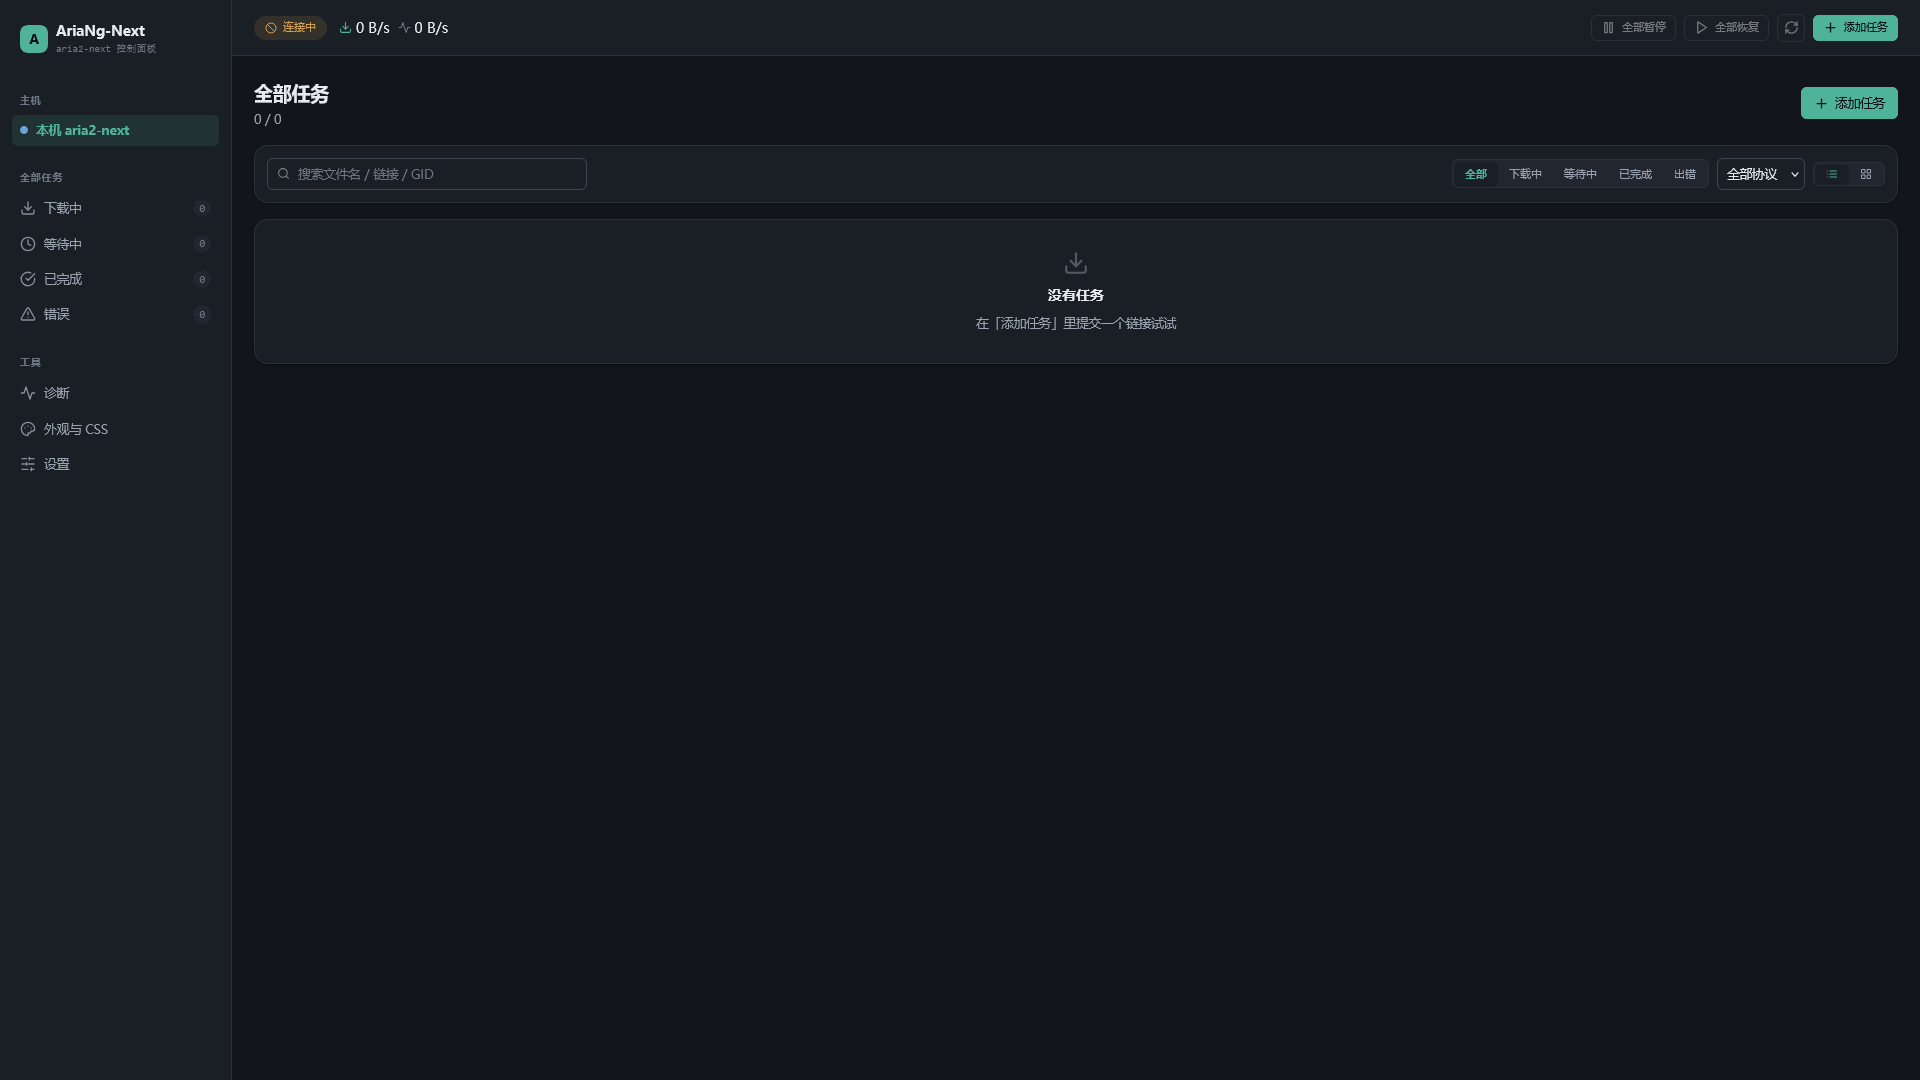 A
AriaNg-Next
aria2-next 控制面板
主机
本机 aria2-next
全部任务
下载中 0
等待中 0
已完成 0
错误 0
工具
诊断
外观与 CSS
设置
连接中 0 B/s 0 B/s
全部暂停 全部恢复 添加任务
全部任务
0 / 0
添加任务
搜索文件名 / 链接 / GID
全部 下载中 等待中 已完成 出错 全部协议
没有任务
在「添加任务」里提交一个链接试试